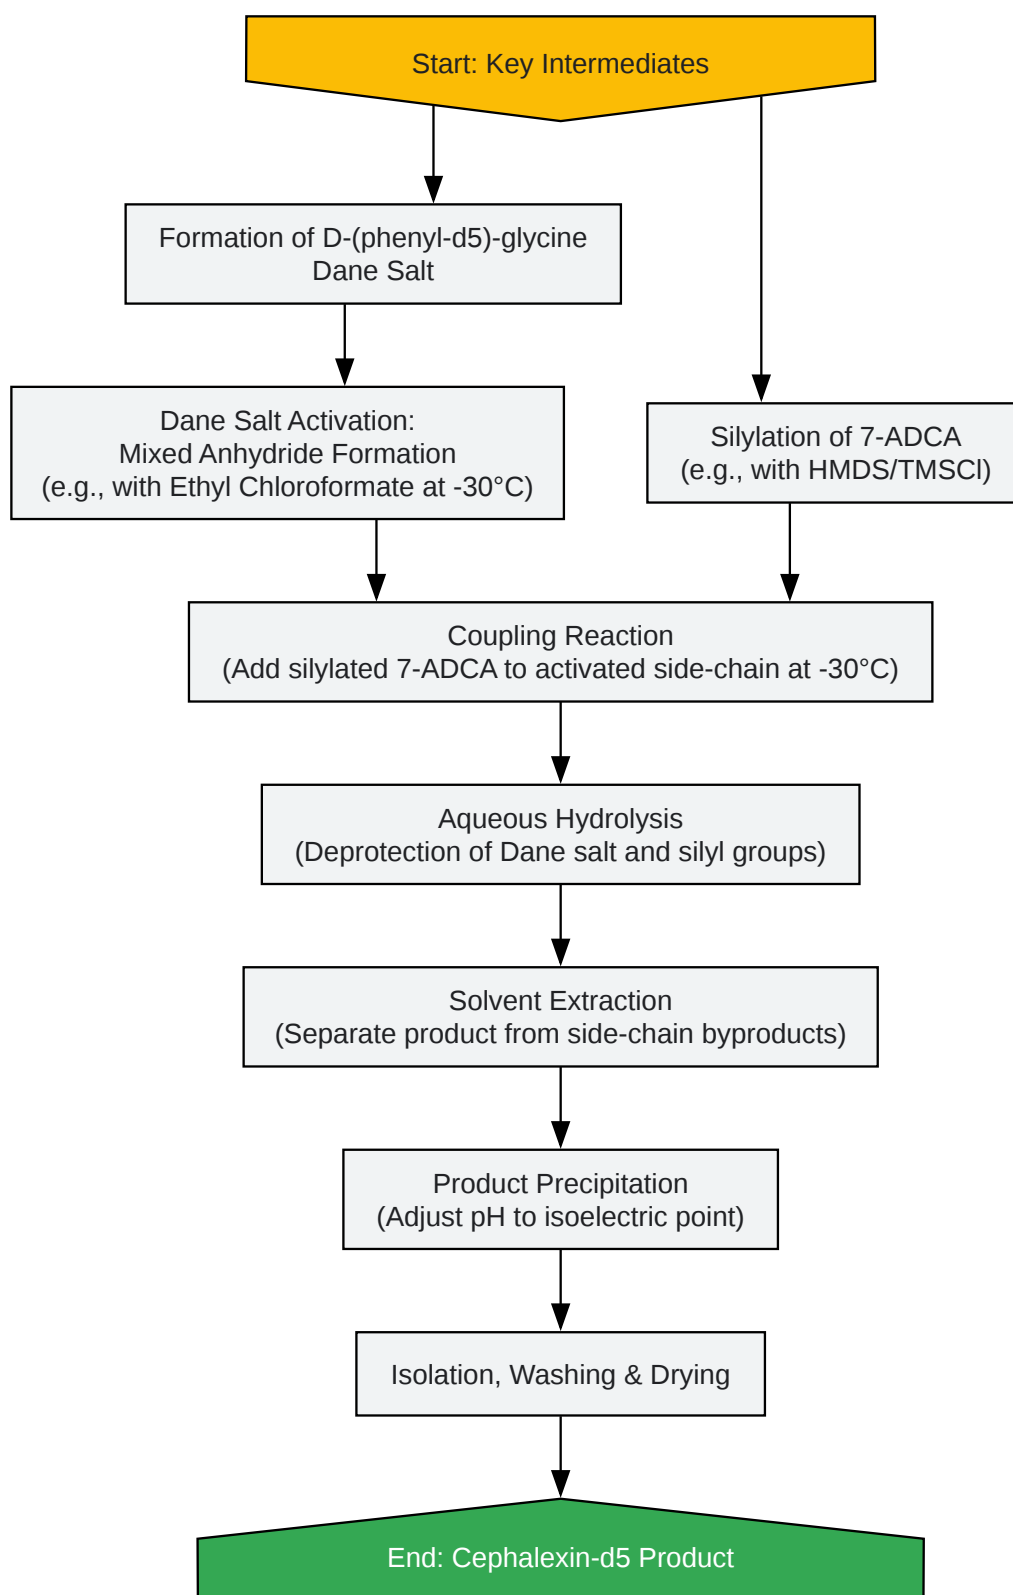 Start: Key Intermediates
Formation of D-(phenyl-d5)-glycine
Dane Salt
Dane Salt Activation:
Mixed Anhydride Formation
(e.g., with Ethyl Chloroformate at -30°C)
Silylation of 7-ADCA
(e.g., with HMDS/TMSCl)
Coupling Reaction
(Add silylated 7-ADCA to activated side-chain at -30°C)
Aqueous Hydrolysis
(Deprotection of Dane salt and silyl groups)
Solvent Extraction
(Separate product from side-chain byproducts)
Product Precipitation
(Adjust pH to isoelectric point)
Isolation, Washing & Drying
End: Cephalexin-d5 Product